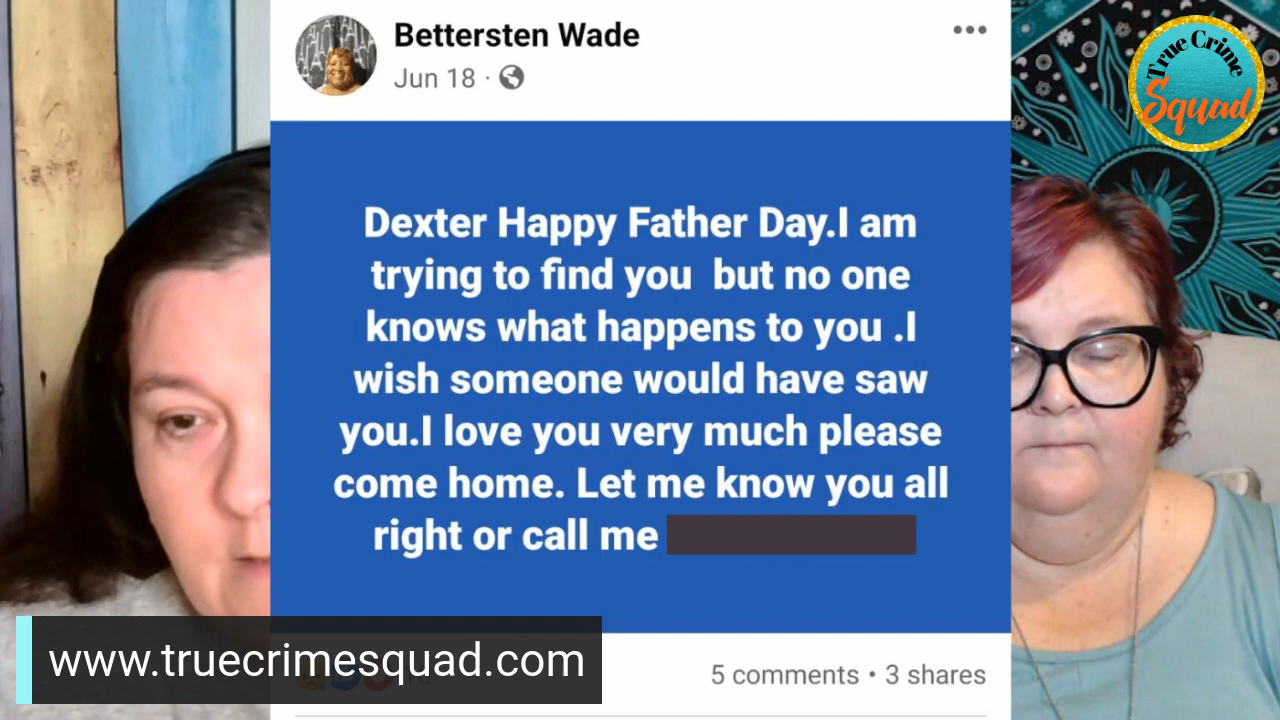 Bettersten Wade
Jun 18 ·
Dexter Happy Father Day.I am
trying to find you but no one
knows what happens to you .I
wish someone would have saw
you.I love you very much please
come home. Let me know you all
right or call me
5 comments • 3 shares
www.truecrimesquad.com
True Crime
Squad